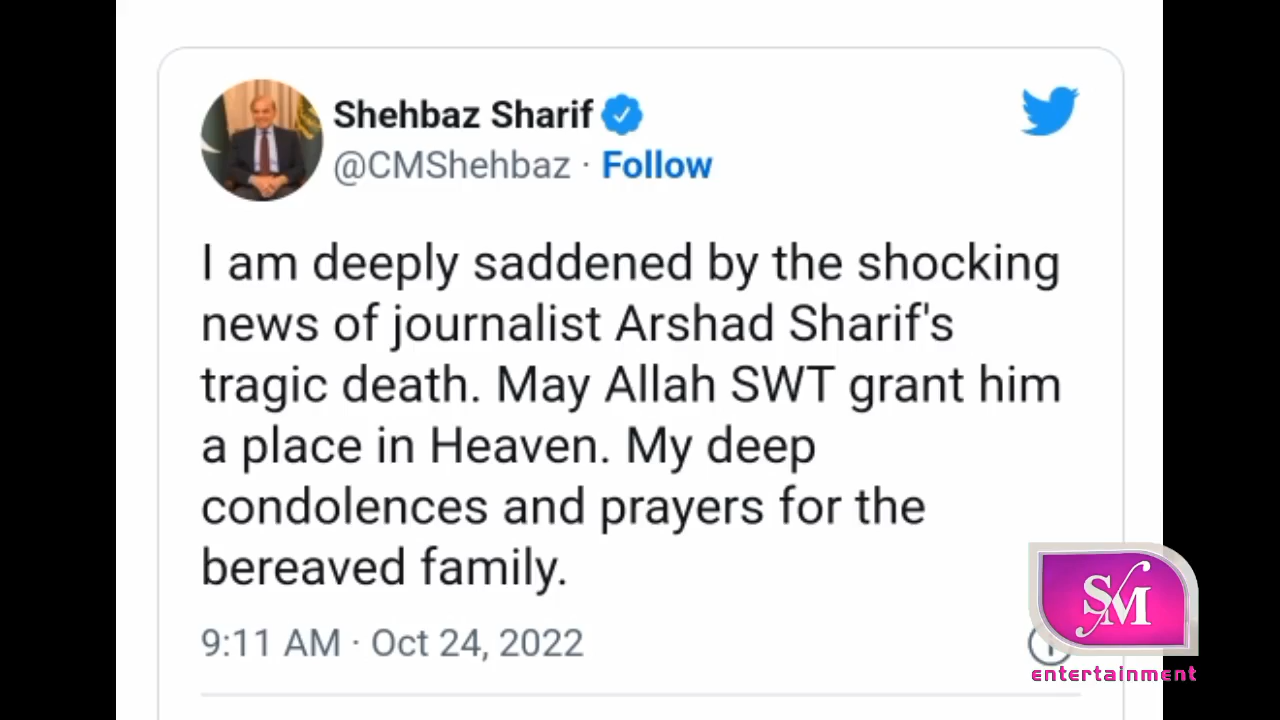 Shehbaz Sharif
@CMShehbaz · Follow
I am deeply saddened by the shocking
news of journalist Arshad Sharif's
tragic death. May Allah SWT grant him
a place in Heaven. My deep
condolences and prayers for the
bereaved family.
9:11 AM · Oct 24, 2022
SM
entertainment